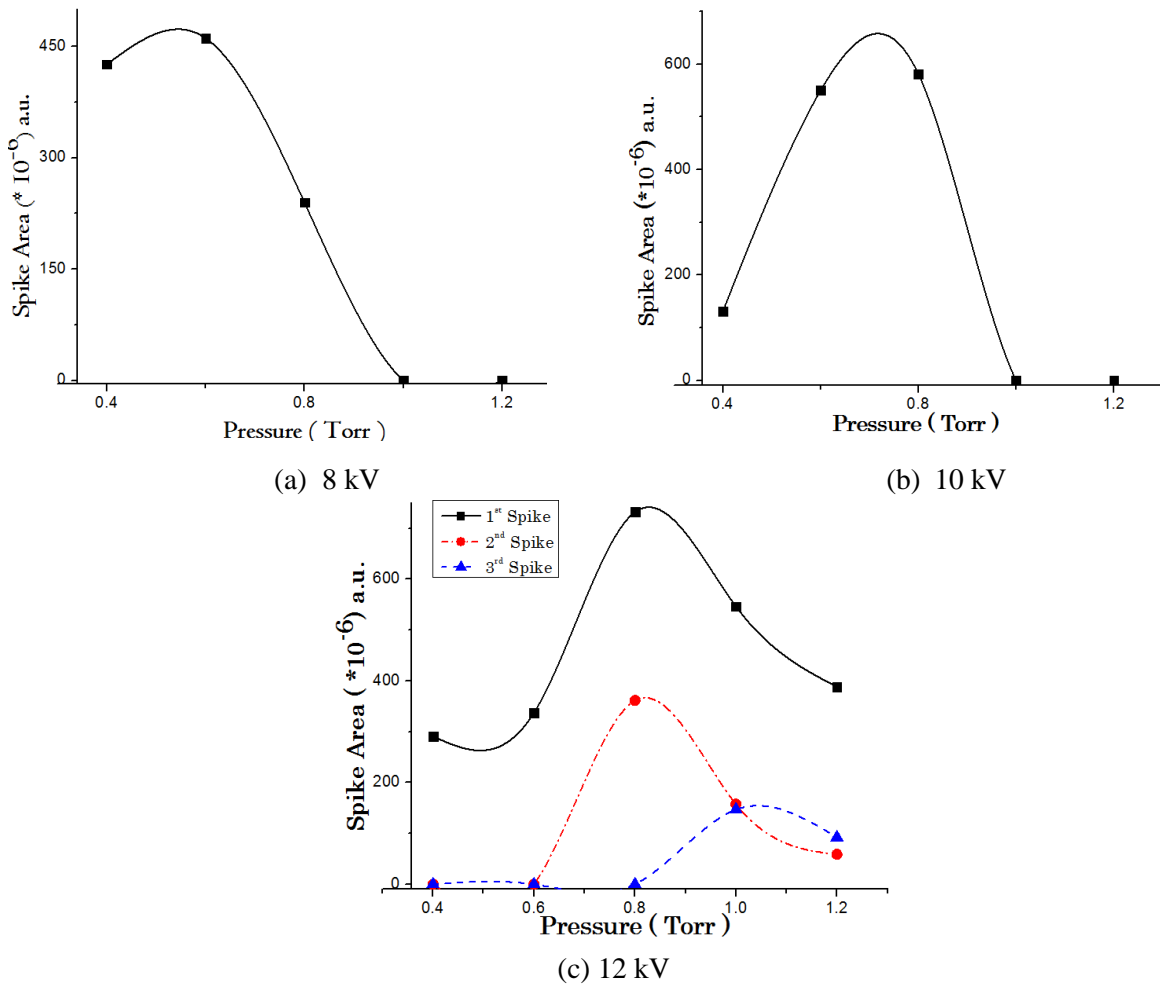 450
300
150
0
0.4
0.8
1.2
Spike Area (* 10⁻⁶) a.u.
Pressure ( Torr )
(a) 8 kV
600
400
200
0
0.4
0.8
1.2
Spike Area (*10⁻⁶) a.u.
Pressure ( Torr )
(b) 10 kV
1ˢᵗ Spike
2ⁿᵈ Spike
3ʳᵈ Spike
600
400
200
0
0.4
0.6
0.8
1.0
1.2
Spike Area ( *10⁻⁶) a.u.
Pressure ( Torr )
(c) 12 kV